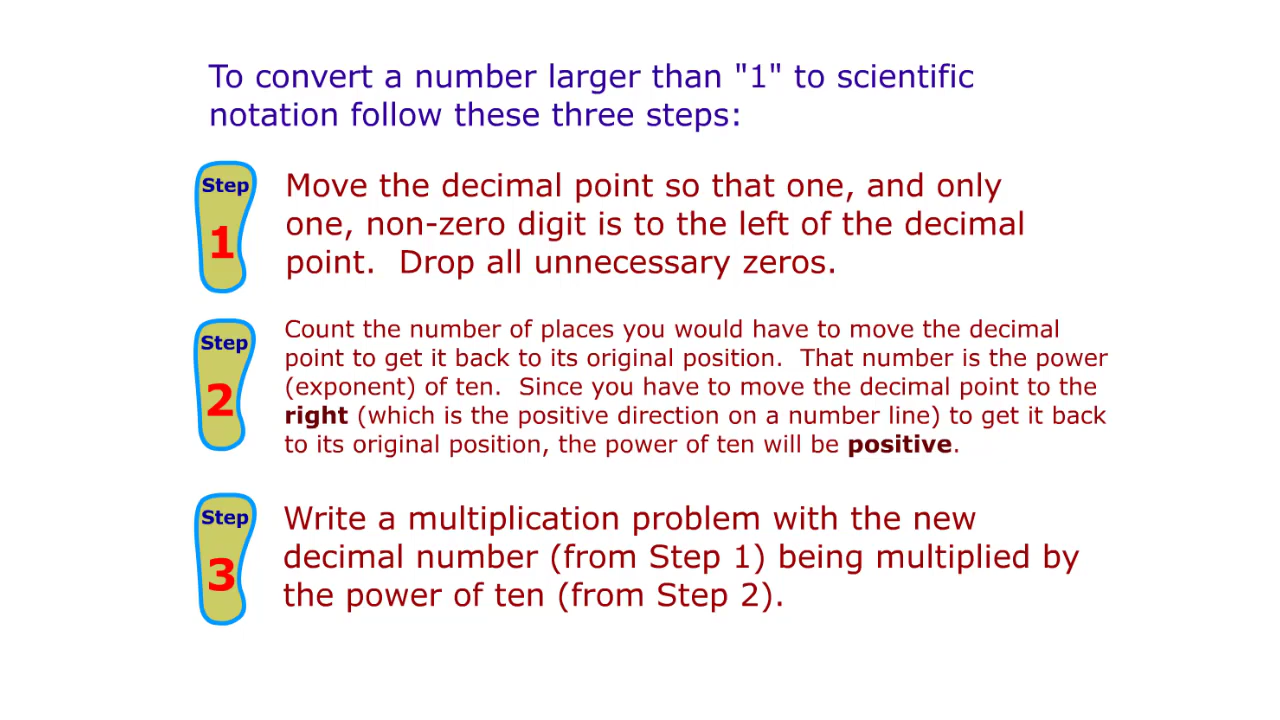 To convert a number larger than "1" to scientific
notation follow these three steps:
Step
1
Move the decimal point so that one, and only
one, non-zero digit is to the left of the decimal
point.  Drop all unnecessary zeros.
Step
2
Count the number of places you would have to move the decimal
point to get it back to its original position.  That number is the power
(exponent) of ten.  Since you have to move the decimal point to the
right (which is the positive direction on a number line) to get it back
to its original position, the power of ten will be positive.
Step
3
Write a multiplication problem with the new
decimal number (from Step 1) being multiplied by
the power of ten (from Step 2).